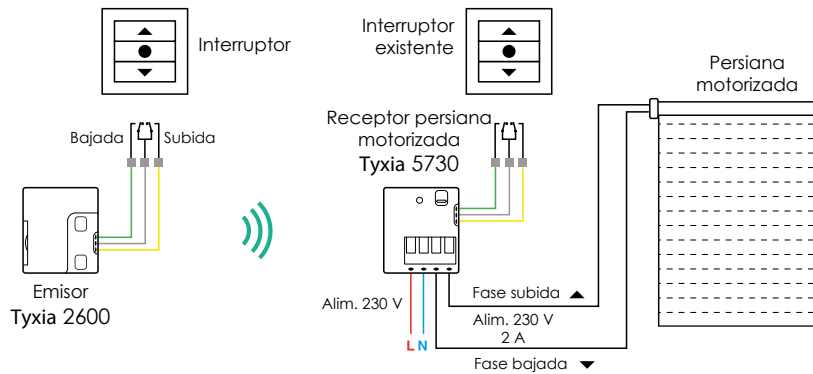 Interruptor
Interruptor
existente
Persiana
motorizada
Bajada
Subida
Receptor persiana
motorizada
Tyxia 5730
Emisor
Tyxia 2600
Alim. 230 V
L N
Fase subida
Alim. 230 V
2 A
Fase bajada